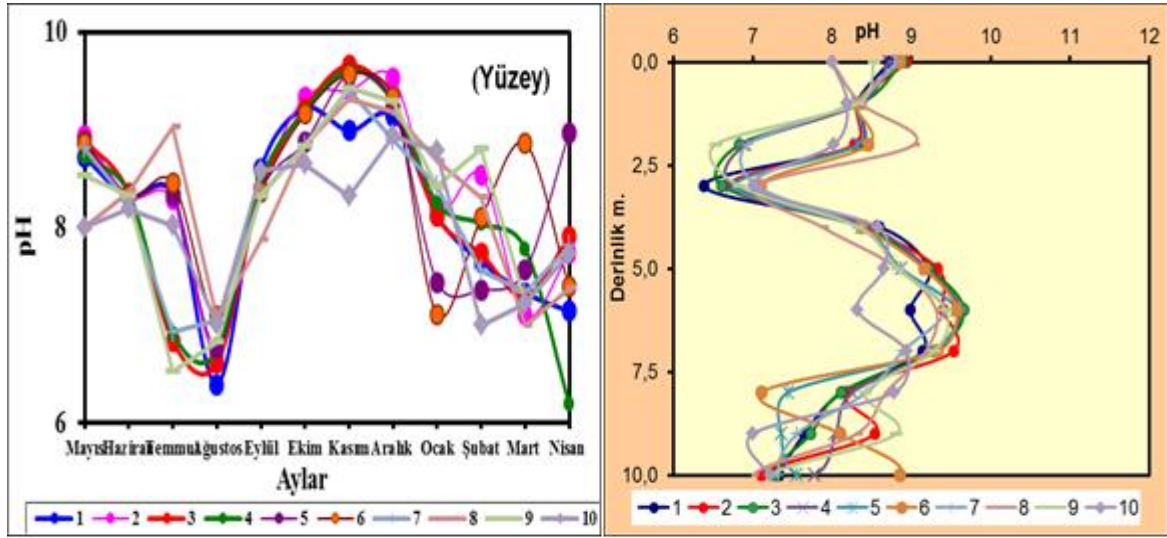 10
(Yüzey)
8
pH
6
Mayıs Haziran Temmuz Ağustos Eylül Ekim Kasım Aralık Ocak Şubat Mart Nisan
Aylar
1 2 3 4 5 6 7 8 9 10
6 7 8 9 10 11 12
pH
0,0
2,5
Derinlik m.
5,0
7,5
10,0
1 2 3 4 5 6 7 8 9 10